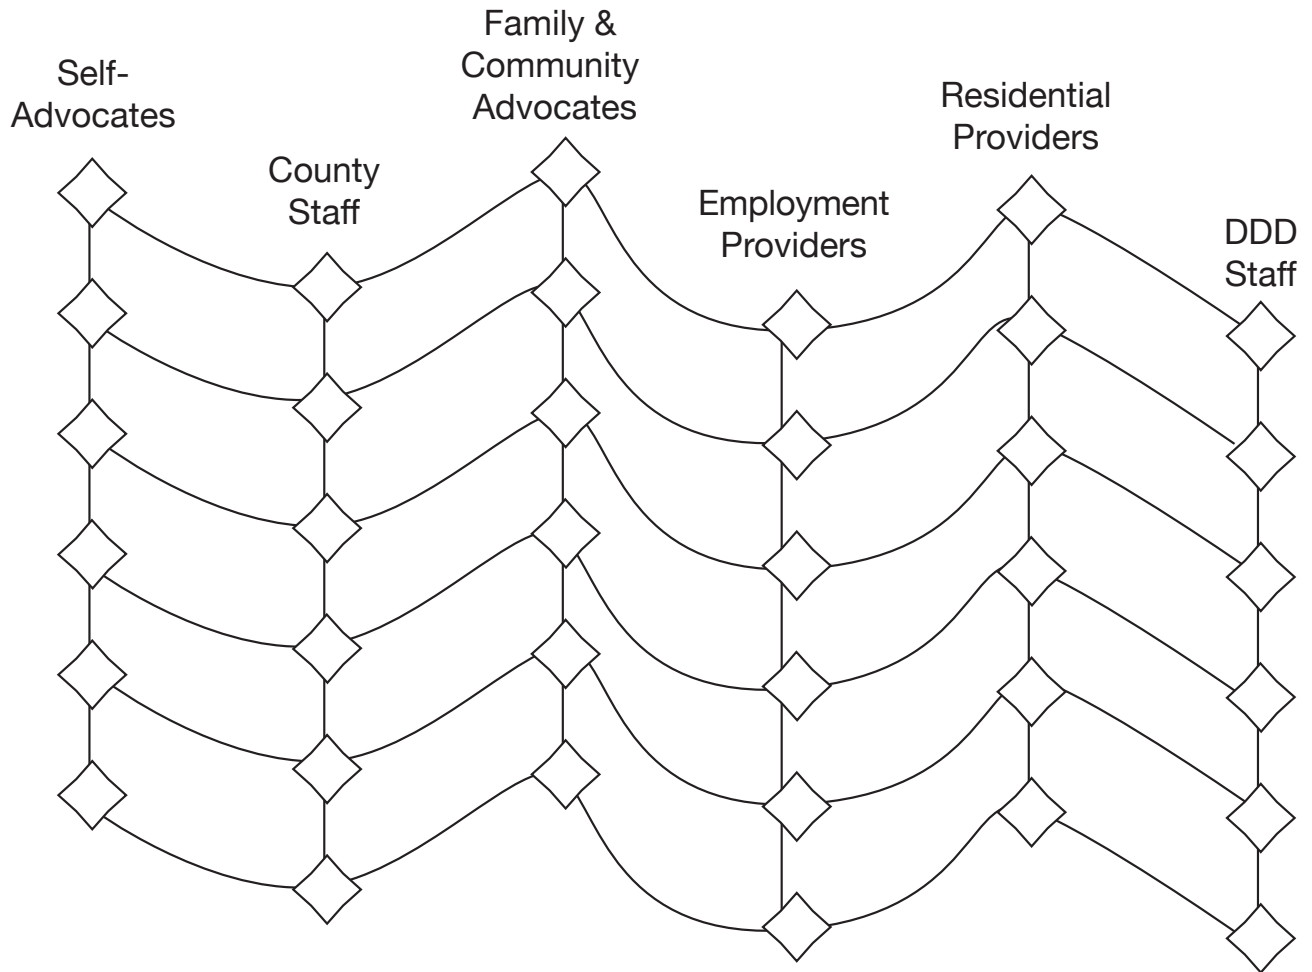 Self-
Advocates
County
Staff
Family &
Community
Advocates
Employment
Providers
Residential
Providers
DDD
Staff